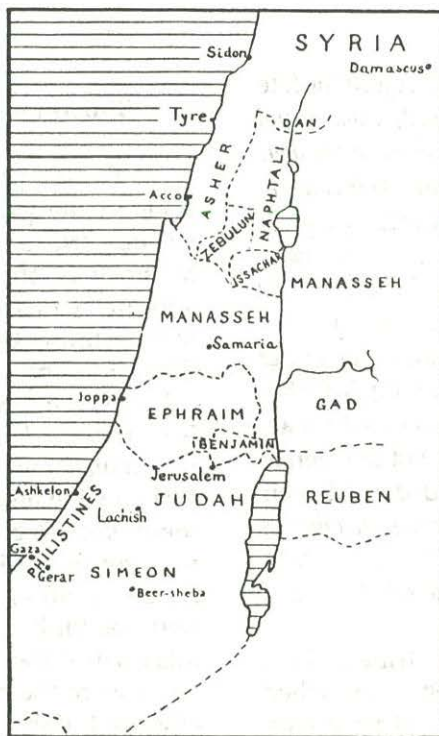 SYRIA
Sidon
Damascus
Tyre
DAN
ASHER
NAPHTALI
Acco
ZEBULUN
ISSACHAR
MANASSEH
MANASSEH
Samaria
Joppa
GAD
EPHRAIM
BENJAMIN
Jerusalem
Ashkelon
JUDAH
REUBEN
Lachish
PHILISTINES
Gaza
Gerar
SIMEON
Beer-sheba